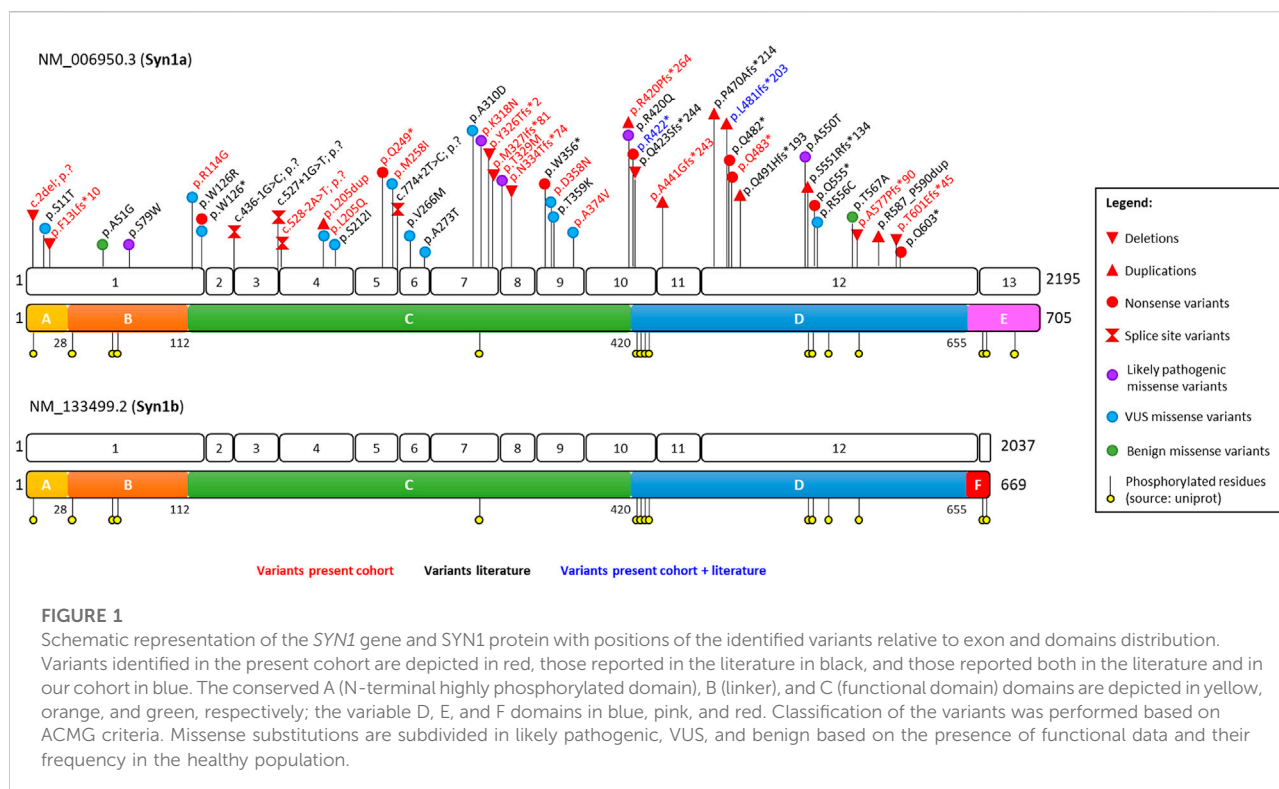 NM_006950.3 (Syn1a)
c.2del; p.?
p.S11T
p.F13Lfs*10
p.A51G
p.S79W
p.R114G
p.W126R
p.W126*
c.436-1G>C; p.?
c.527+1G>T; p.?
c.528-2A>T; p.?
p.L205dup
p.L205Q
p.S212I
p.Q249*
p.M258I
c.774+2T>C; p.?
p.V266M
p.A273T
p.A310D
p.K318N
p.Y326Tfs*2
p.M327Ifs*81
p.T329M
p.N334Tfs*74
p.W356*
p.D358N
p.T359K
p.A374V
p.R420Pfs*264
p.R420Q
p.R422*
p.Q423Sfs*244
p.A441Gfs*243
p.P470Afs*214
p.L481Ifs*203
p.Q482*
p.Q483*
p.Q491Hfs*193
p.A550T
p.S551Rfs*134
p.Q555*
p.R556C
p.T567A
p.A577Pfs*90
p.R587_P590dup
p.T601Efs*45
p.Q603*
1 1 2 3 4 5 6 7 8 9 10 11 12 13 2195
1 A B C D E 705
28 112 420 655
NM_133499.2 (Syn1b)
1 1 2 3 4 5 6 7 8 9 10 11 12 2037
1 A B C D F 669
28 112 420 655
Legend:
Deletions
Duplications
Nonsense variants
Splice site variants
Likely pathogenic
missense variants
VUS missense variants
Benign missense variants
Phosphorylated residues
(source: uniprot)
Variants present cohort Variants literature Variants present cohort + literature
FIGURE 1
Schematic representation of the SYN1 gene and SYN1 protein with positions of the identified variants relative to exon and domains distribution.
Variants identified in the present cohort are depicted in red, those reported in the literature in black, and those reported both in the literature and in
our cohort in blue. The conserved A (N-terminal highly phosphorylated domain), B (linker), and C (functional domain) domains are depicted in yellow,
orange, and green, respectively; the variable D, E, and F domains in blue, pink, and red. Classification of the variants was performed based on
ACMG criteria. Missense substitutions are subdivided in likely pathogenic, VUS, and benign based on the presence of functional data and their
frequency in the healthy population.